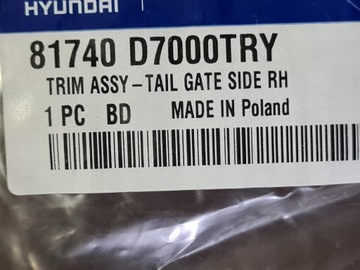 HYUNDAI
81740 D7000TRY
TRIM ASSY-TAIL GATE SIDE RH
1 PC BD MADE IN Poland